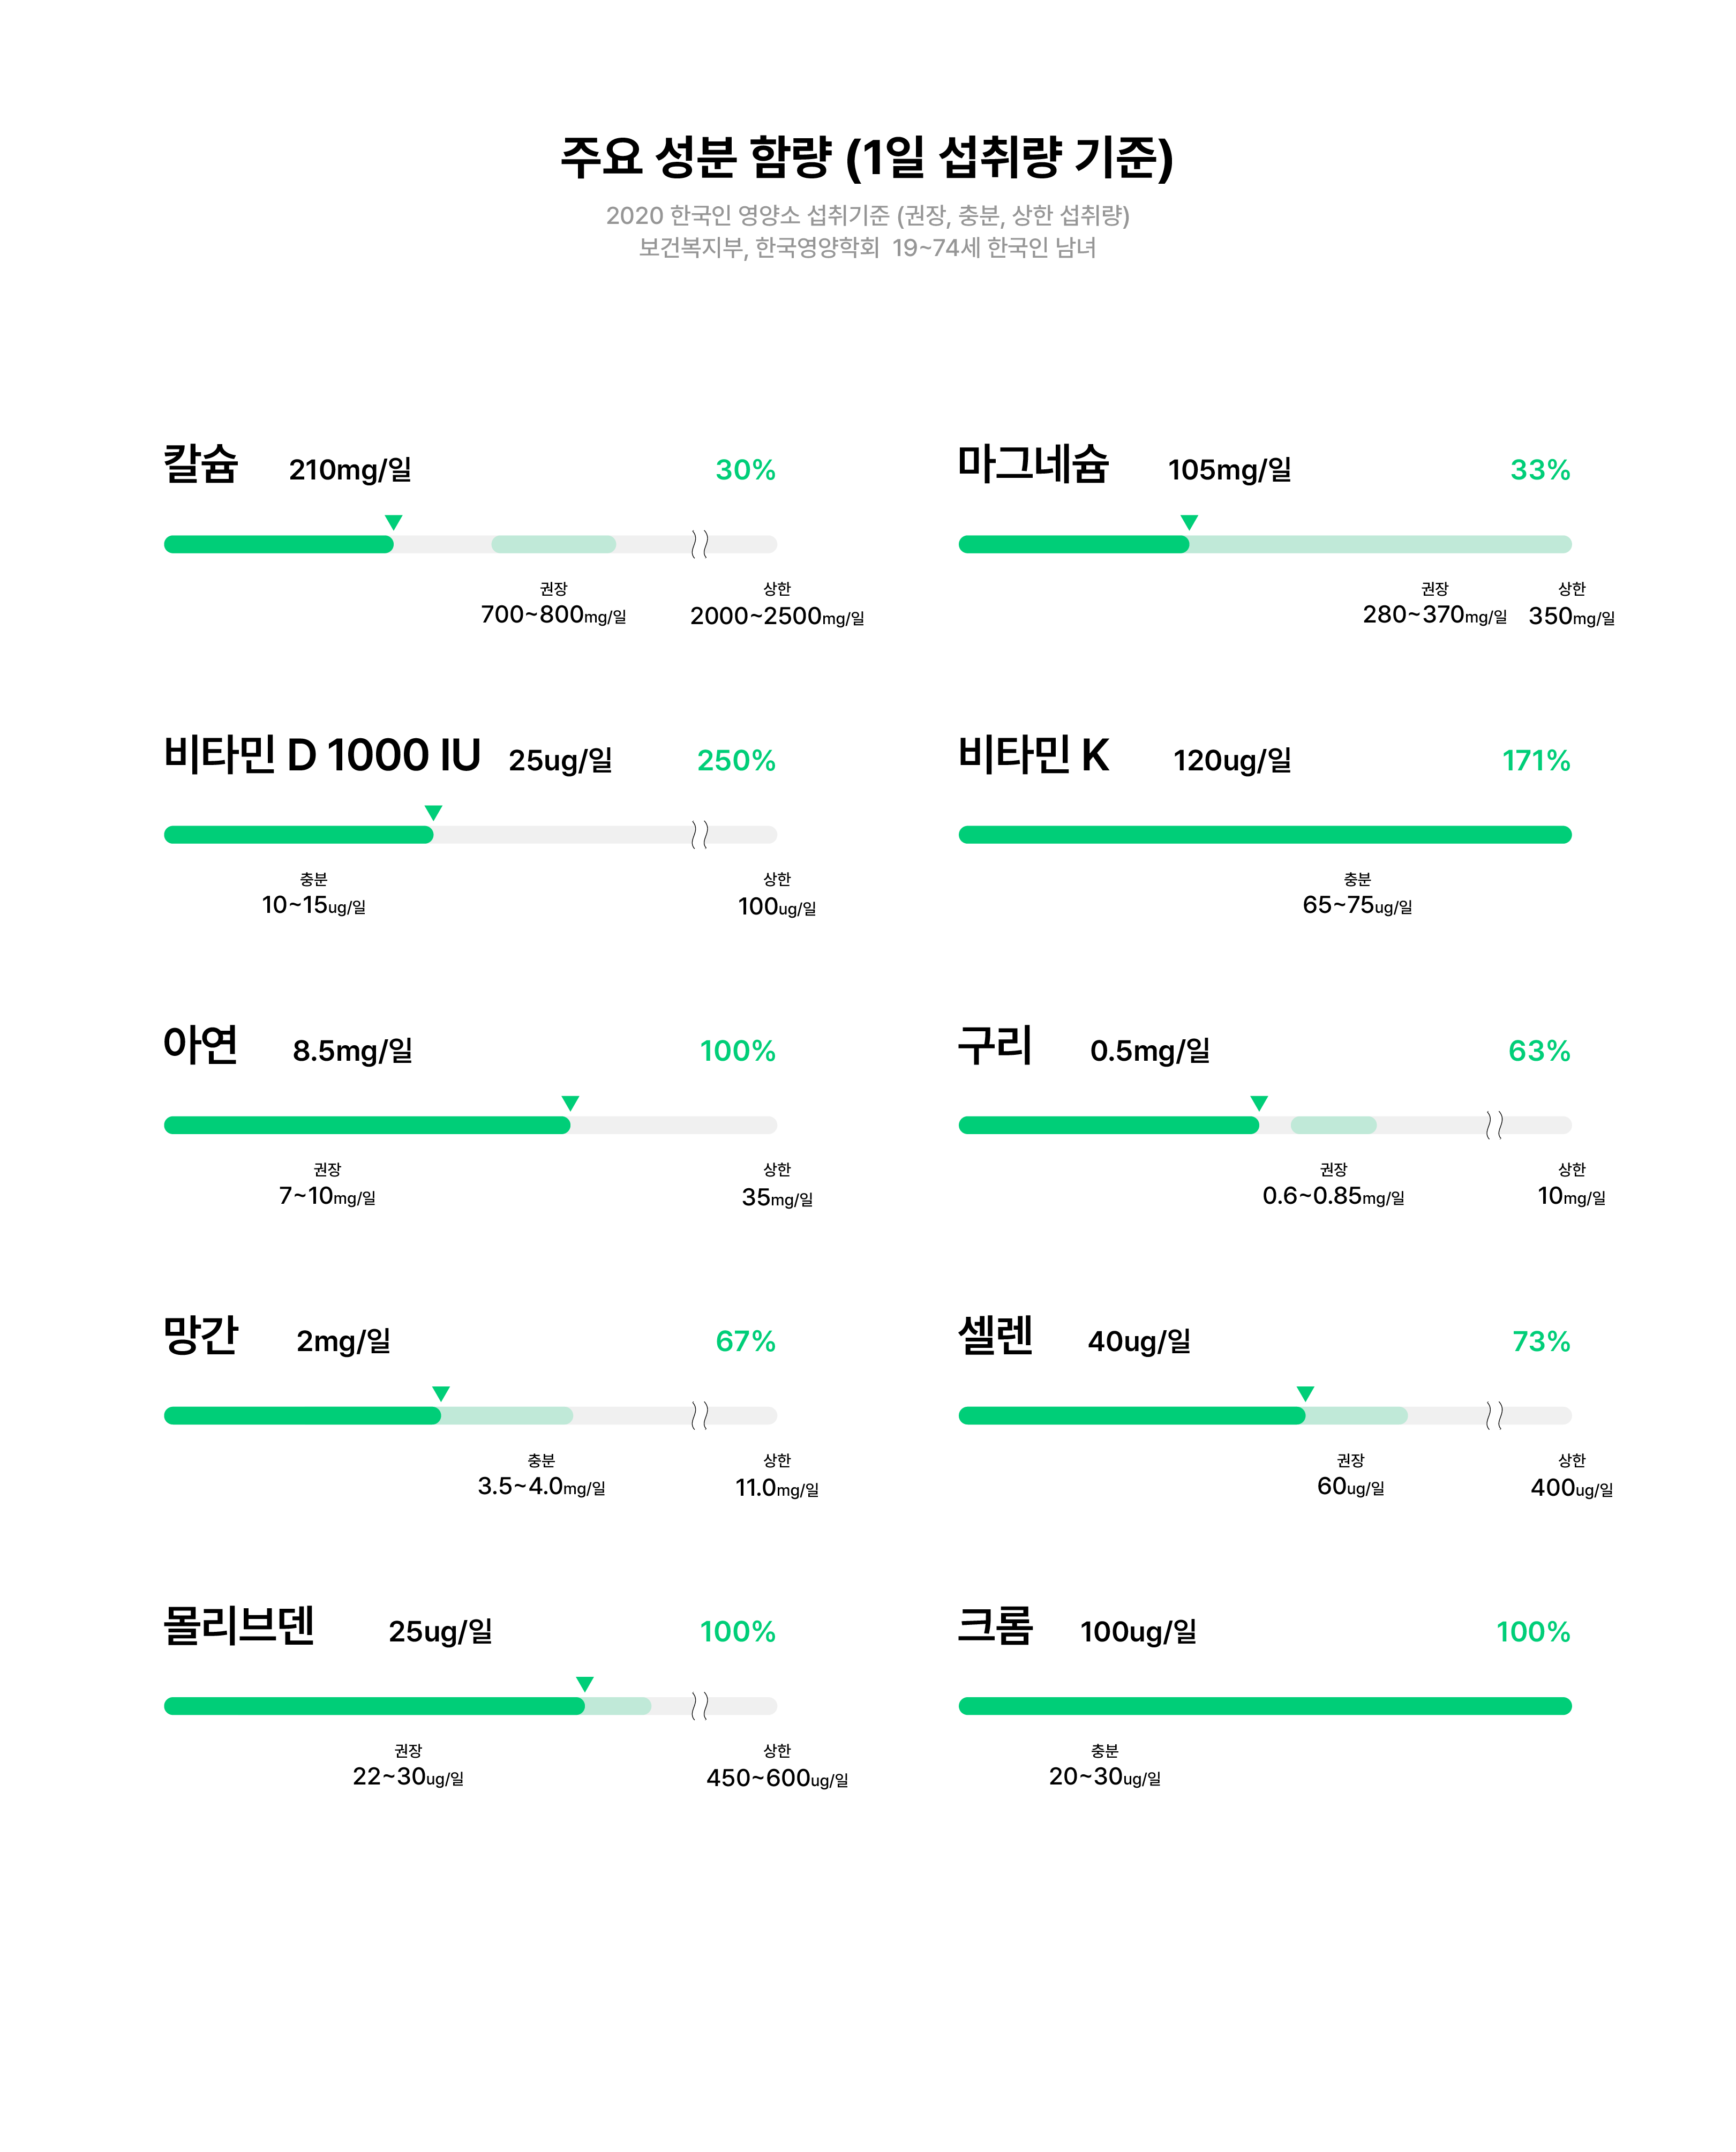 주요 성분 함량 (1일 섭취량 기준)
2020 한국인 영양소 섭취기준 (권장, 충분, 상한 섭취량)
보건복지부, 한국영양학회 19~74세 한국인 남녀
칼슘 210mg/일 30%
권장 상한
700~800mg/일 2000~2500mg/일
마그네슘 105mg/일 33%
권장 상한
280~370mg/일 350mg/일
비타민 D 1000 IU 25ug/일 250%
충분 상한
10~15ug/일 100ug/일
비타민 K 120ug/일 171%
충분
65~75ug/일
아연 8.5mg/일 100%
권장 상한
7~10mg/일 35mg/일
구리 0.5mg/일 63%
권장 상한
0.6~0.85mg/일 10mg/일
망간 2mg/일 67%
충분 상한
3.5~4.0mg/일 11.0mg/일
셀렌 40ug/일 73%
권장 상한
60ug/일 400ug/일
몰리브덴 25ug/일 100%
권장 상한
22~30ug/일 450~600ug/일
크롬 100ug/일 100%
충분
20~30ug/일